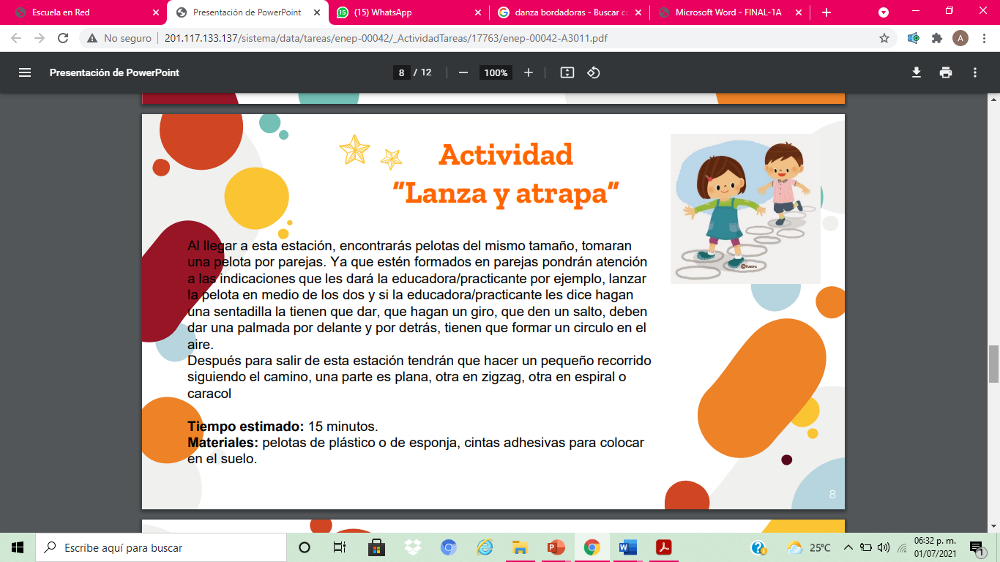 Escuela en Red
Presentación de PowerPoint
15
(15) WhatsApp
danza bordadoras - Buscar
Microsoft Word - FINAL-1A
No seguro
201.117.133.137/sistema/data/tareas/enep-00042/_ActividadTareas/17763/enep-00042-A3011.pdf
A
Presentación de PowerPoint
8 / 12
100%
Actividad
"Lanza y atrapa"
©fumira
Al llegar a esta estación, encontrarás pelotas del mismo tamaño, tomaran
una pelota por parejas. Ya que estén formados en parejas pondrán atención
a las indicaciones que les dará la educadora/practicante por ejemplo, lanzar
la pelota en medio de los dos y si la educadora/practicante les dice hagan
una sentadilla la tienen que dar, que hagan un giro, que den un salto, deben
dar una palmada por delante y por detrás, tienen que formar un circulo en el
aire.
Después para salir de esta estación tendrán que hacer un pequeño recorrido
siguiendo el camino, una parte es plana, otra en zigzag, otra en espiral o
caracol
Tiempo estimado: 15 minutos.
Materiales: pelotas de plástico o de esponja, cintas adhesivas para colocar
en el suelo.
8
Escribe aquí para buscar
25°C
06:32 p. m.
01/07/2021
1